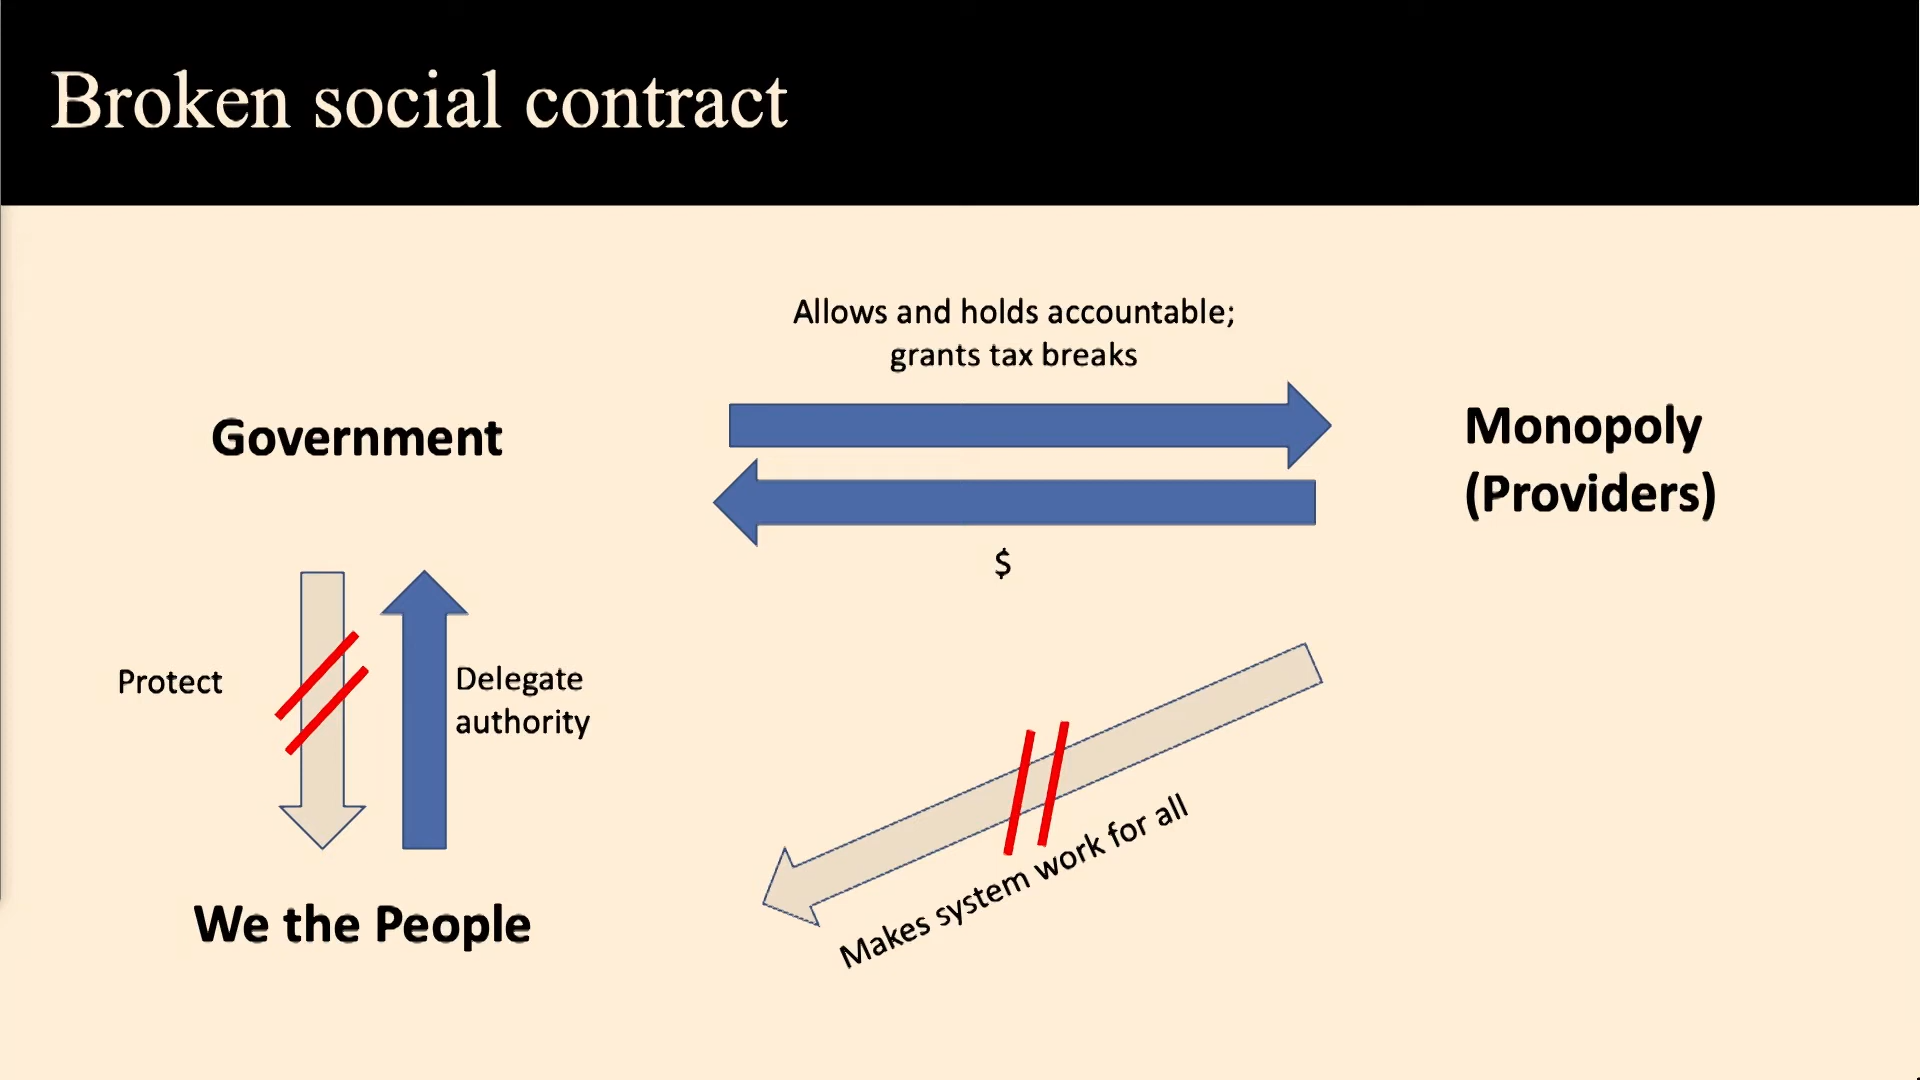 Broken social contract
Allows and holds accountable;
grants tax breaks
Government
Monopoly
(Providers)
$
Protect
Delegate
authority
Makes system work for all
We the People